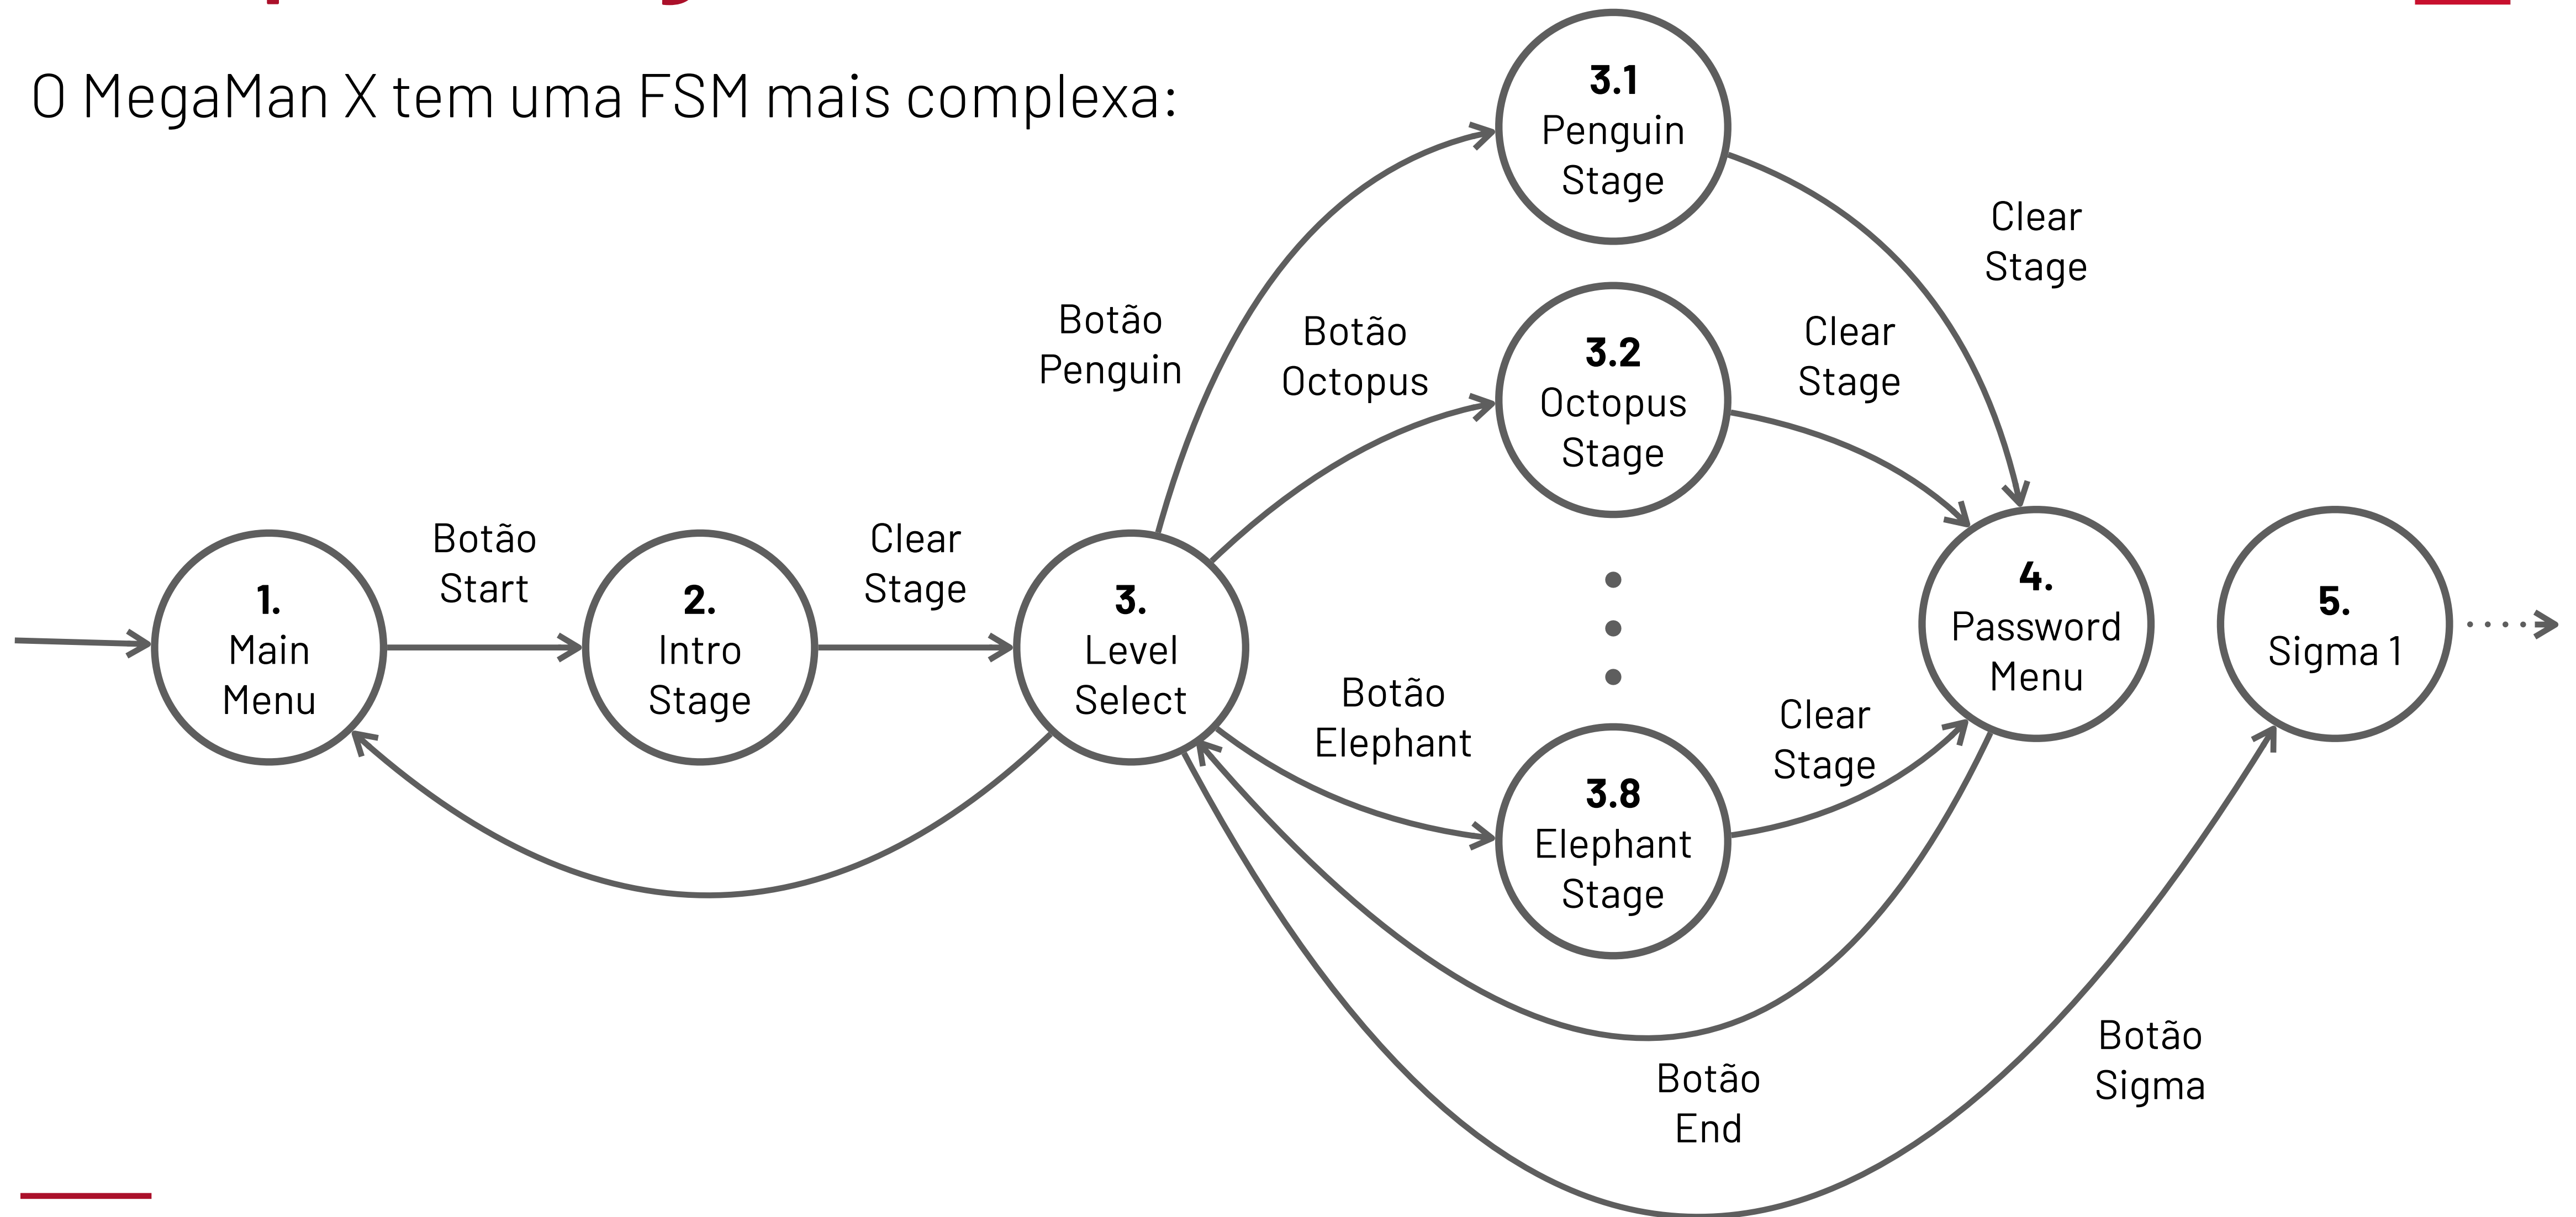 O MegaMan X tem uma FSM mais complexa:
3.1
Penguin
Stage
Clear
Stage
Botão
Penguin
Botão
Octopus
3.2
Octopus
Stage
Clear
Stage
1.
Main
Menu
Botão
Start
2.
Intro
Stage
Clear
Stage
3.
Level
Select
4.
Password
Menu
5.
Sigma 1
Botão
Elephant
3.8
Elephant
Stage
Clear
Stage
Botão
End
Botão
Sigma